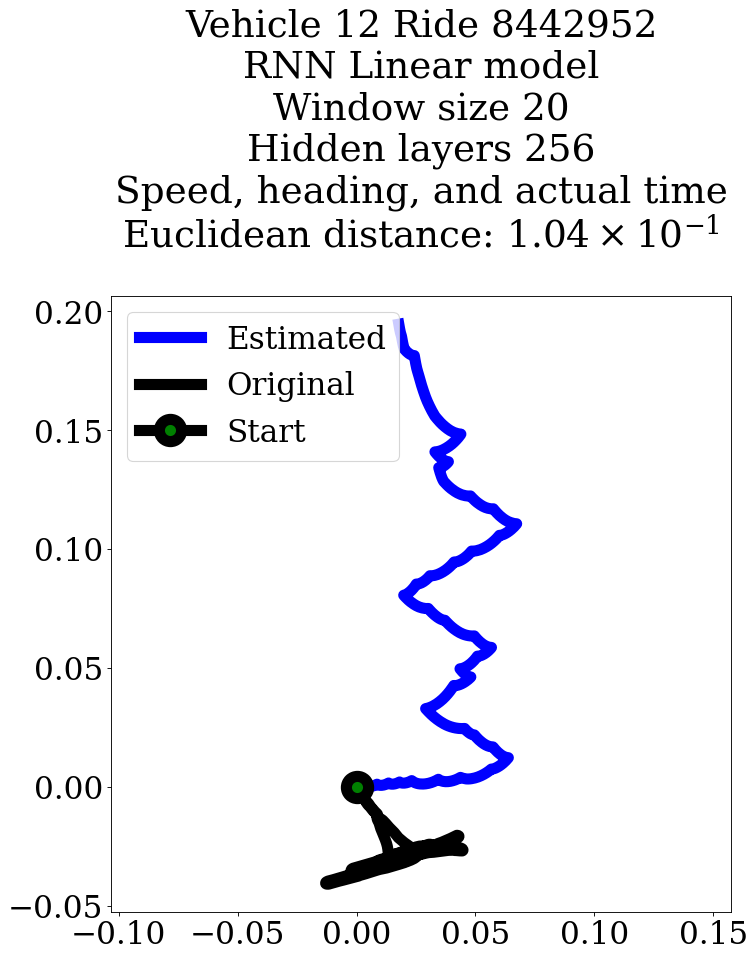 Vehicle 12 Ride 8442952
RNN Linear model
Window size 20
Hidden layers 256
Speed, heading, and actual time
Euclidean distance: 1.04 × 10⁻¹
Estimated
Original
Start
0.20
0.15
0.10
0.05
0.00
−0.05
−0.10 −0.05 0.00 0.05 0.10 0.15